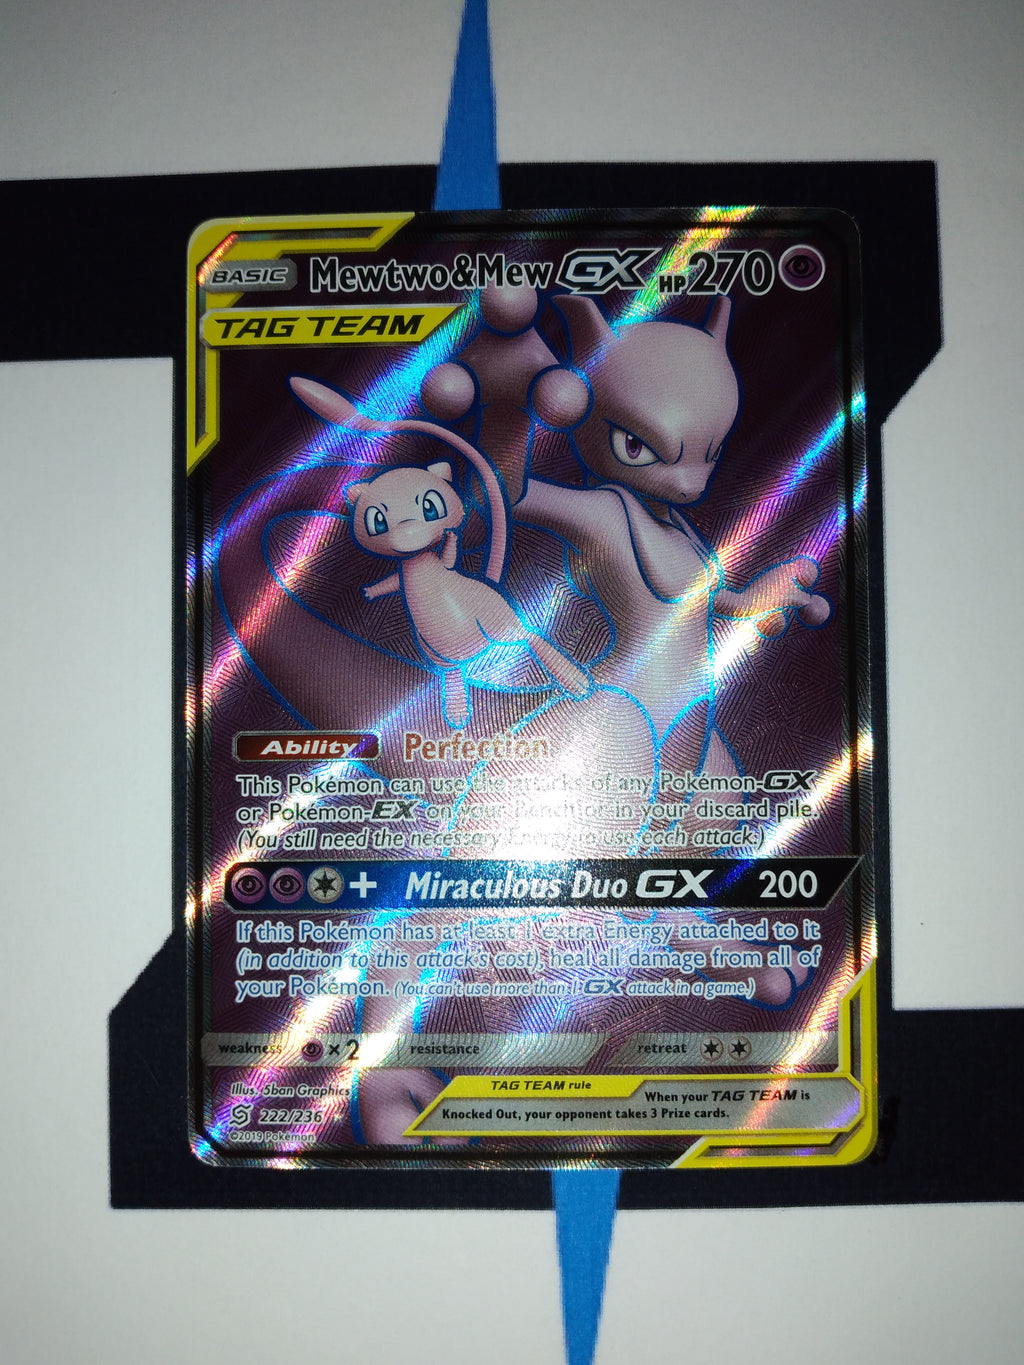 BASIC Mewtwo&Mew GX HP 270
TAG TEAM
Ability Perfection
This Pokémon can use the attacks of any Pokémon-GX
or Pokémon-EX on your Bench or in your discard pile.
(You still need the necessary Energy to use each attack.)
+ Miraculous Duo GX 200
If this Pokémon has at least 1 extra Energy attached to it
(in addition to this attack's cost), heal all damage from all of
your Pokémon. (You can't use more than 1 GX attack in a game.)
weakness × 2 resistance retreat
Illus. 5ban Graphics
222/236
©2019 Pokémon
TAG TEAM rule
When your TAG TEAM is
Knocked Out, your opponent takes 3 Prize cards.